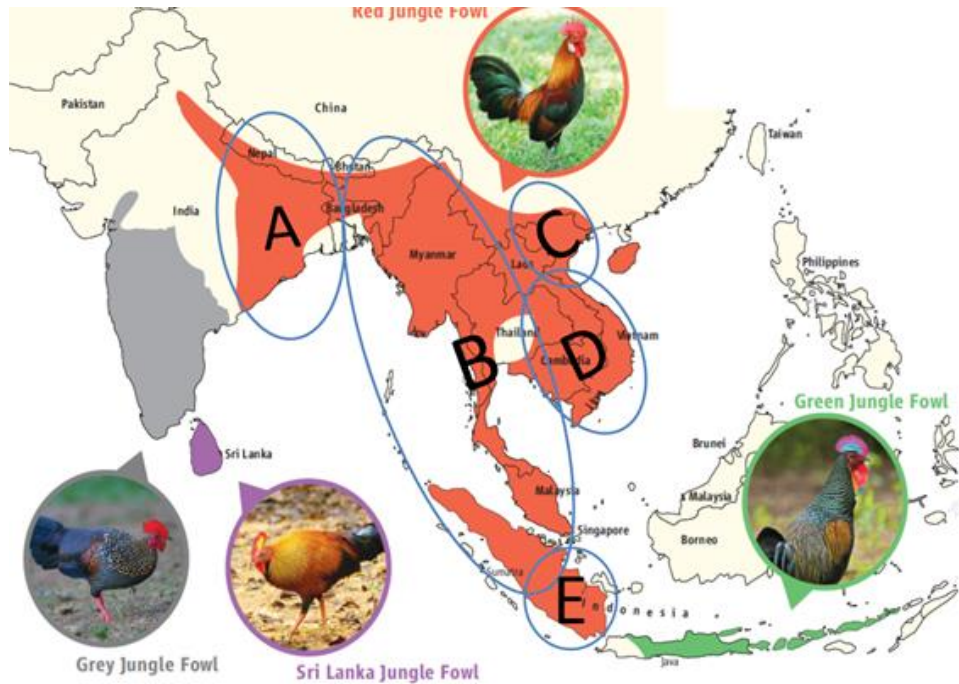 Red Jungle Fowl
Pakistan
China
Taiwan
Nepal
Bhutan
India
Bangladesh
A
C
Myanmar
Laos
Philippines
Thailand
Vietnam
B
D
Cambodia
Green Jungle Fowl
Sri Lanka
Brunei
Malaysia
Malaysia
Singapore
Borneo
Sumatra
E
Indonesia
Java
Grey Jungle Fowl
Sri Lanka Jungle Fowl